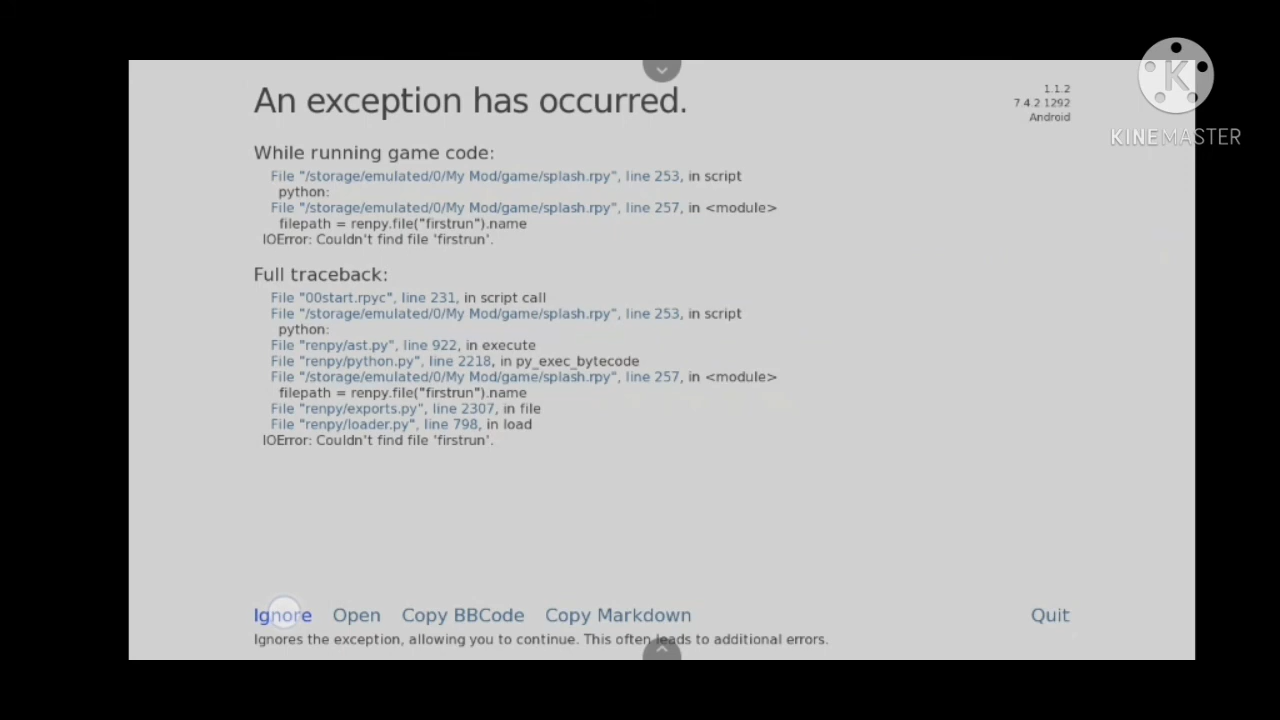 An exception has occurred.
1.1.2
7.4.2.1292
Android
K
KINEMASTER
While running game code:
File "/storage/emulated/0/My Mod/game/splash.rpy", line 253, in script
python:
File "/storage/emulated/0/My Mod/game/splash.rpy", line 257, in <module>
filepath = renpy.file("firstrun").name
IOError: Couldn't find file 'firstrun'.
Full traceback:
File "00start.rpyc", line 231, in script call
File "/storage/emulated/0/My Mod/game/splash.rpy", line 253, in script
python:
File "renpy/ast.py", line 922, in execute
File "renpy/python.py", line 2218, in py_exec_bytecode
File "/storage/emulated/0/My Mod/game/splash.rpy", line 257, in <module>
filepath = renpy.file("firstrun").name
File "renpy/exports.py", line 2307, in file
File "renpy/loader.py", line 798, in load
IOError: Couldn't find file 'firstrun'.
Ignore Open Copy BBCode Copy Markdown Quit
Ignores the exception, allowing you to continue. This often leads to additional errors.